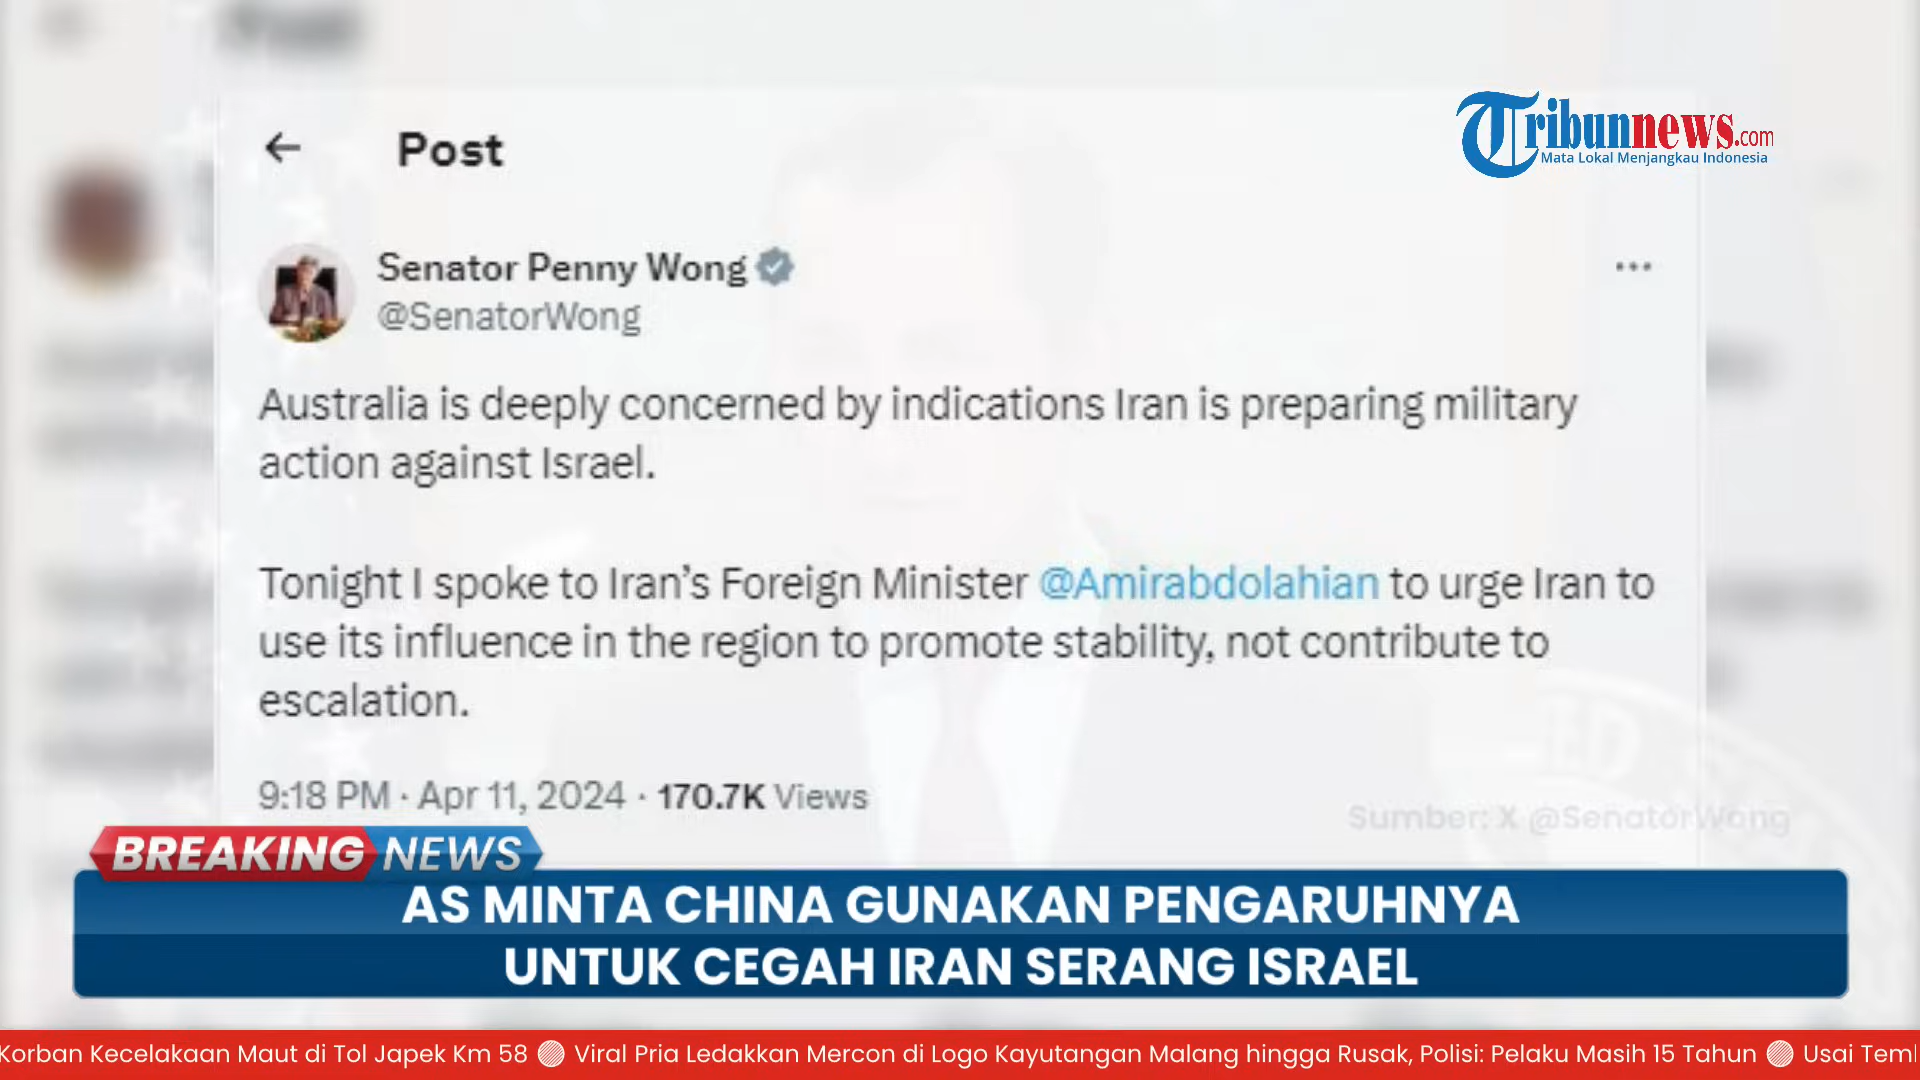 Post
Tribunnews.com
Mata Lokal Menjangkau Indonesia
Senator Penny Wong
@SenatorWong
Australia is deeply concerned by indications Iran is preparing military
action against Israel.
Tonight I spoke to Iran's Foreign Minister @Amirabdolahian to urge Iran to
use its influence in the region to promote stability, not contribute to
escalation.
9:18 PM · Apr 11, 2024 · 170.7K Views
Sumber: X @SenatorWong
BREAKING NEWS
AS MINTA CHINA GUNAKAN PENGARUHNYA
UNTUK CEGAH IRAN SERANG ISRAEL
Korban Kecelakaan Maut di Tol Japek Km 58 Viral Pria Ledakkan Mercon di Logo Kayutangan Malang hingga Rusak, Polisi: Pelaku Masih 15 Tahun Usai